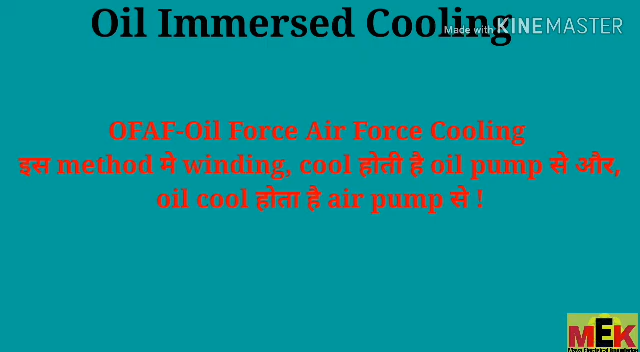 Oil Immersed Cooling
Made with KINEMASTER
OFAF-Oil Force Air Force Cooling
इस method मे winding, cool होती है oil pump से और,
oil cool होता है air pump से !
MEK